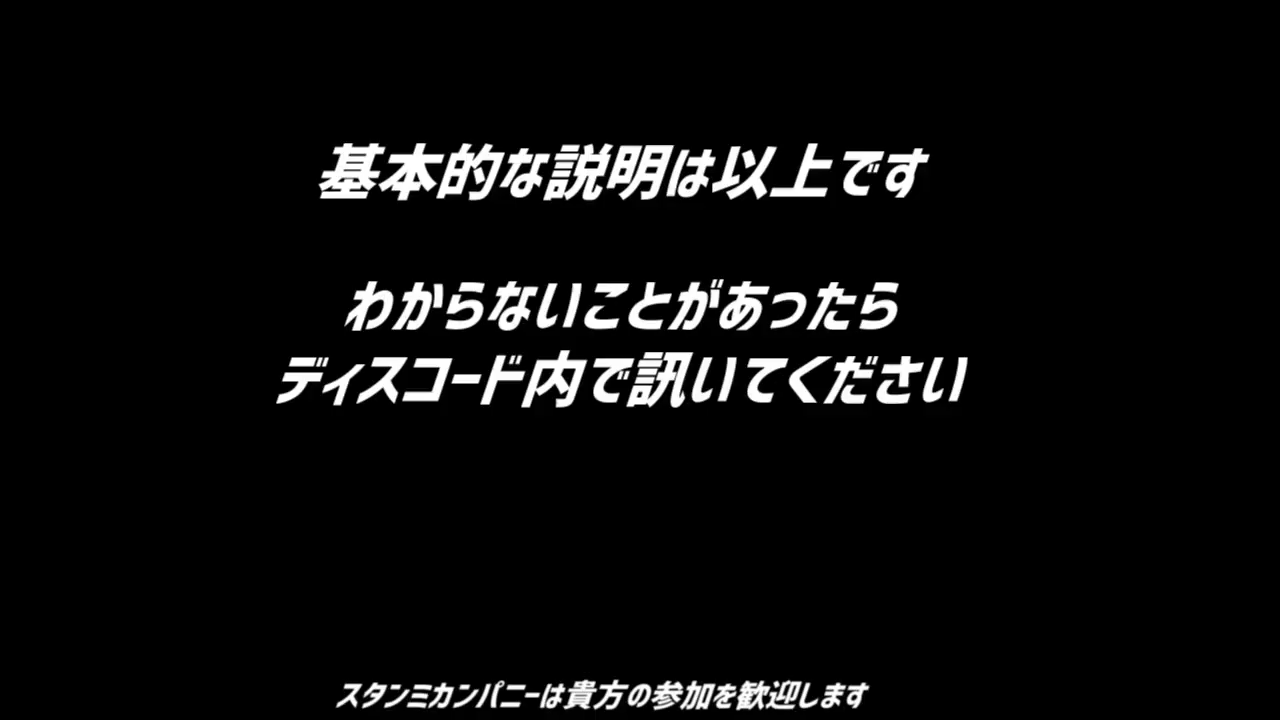 基本的な説明は以上です
わからないことがあったら
ディスコード内で訊いてください
スタンミカンパニーは貴方の参加を歓迎します